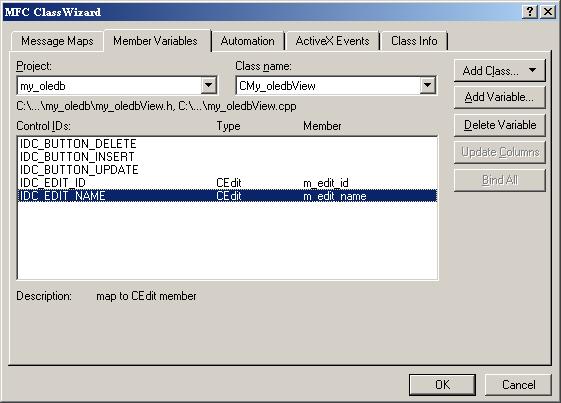 MFC ClassWizard
Message Maps Member Variables Automation ActiveX Events Class Info
Project: Class name:
my_oledb CMy_oledbView
Add Class...
C:\...\my_oledb\my_oledbView.h, C:\...\my_oledbView.cpp
Add Variable...
Control IDs: Type Member
Delete Variable
IDC_BUTTON_DELETE
IDC_BUTTON_INSERT
Update Columns
IDC_BUTTON_UPDATE
IDC_EDIT_ID CEdit m_edit_id
Bind All
IDC_EDIT_NAME CEdit m_edit_name
Description: map to CEdit member
OK Cancel